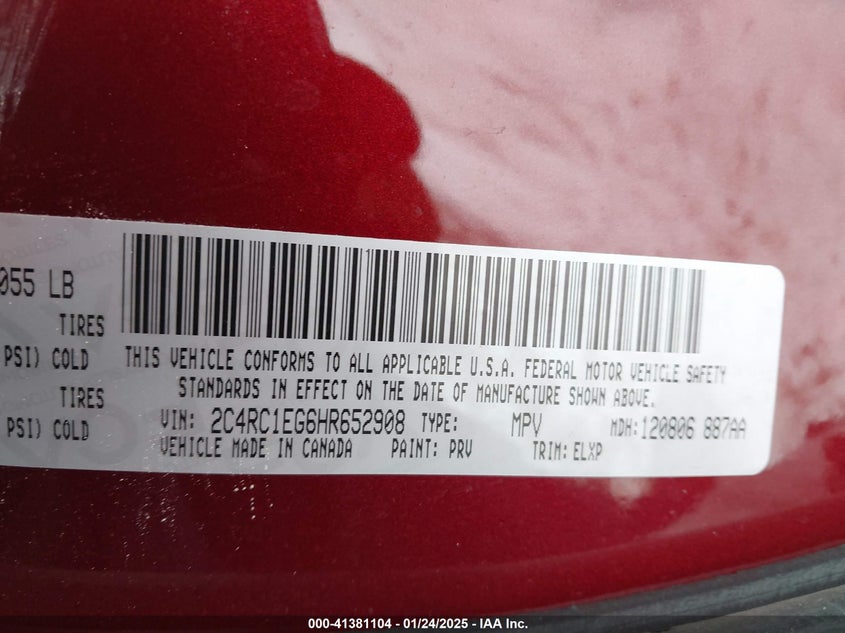 055 LB
TIRES
PSI) COLD
TIRES
PSI) COLD
THIS VEHICLE CONFORMS TO ALL APPLICABLE U.S.A. FEDERAL MOTOR VEHICLE SAFETY
STANDARDS IN EFFECT ON THE DATE OF MANUFACTURE SHOWN ABOVE.
VIN: 2C4RC1EG6HR652908 TYPE: MPV MDH: 120806 887AA
VEHICLE MADE IN CANADA PAINT: PRV TRIM: ELXP
000-41381104 - 01/24/2025 - IAA Inc.